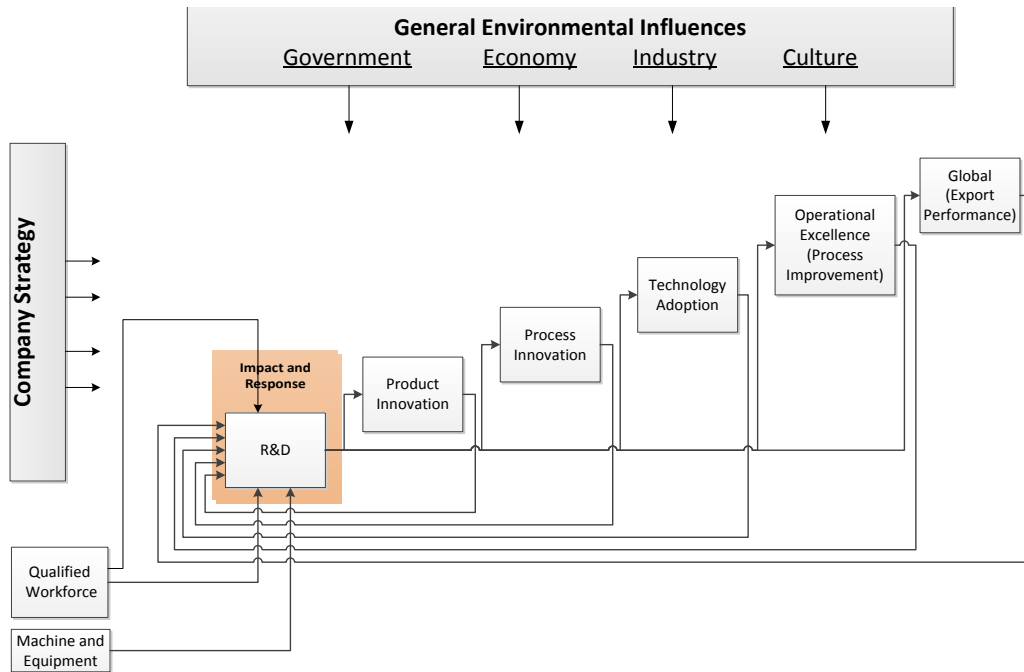 General Environmental Influences
Government Economy Industry Culture
Company Strategy
Global
(Export
Performance)
Operational
Excellence
(Process
Improvement)
Technology
Adoption
Process
Innovation
Impact and
Response
Product
Innovation
R&D
Qualified
Workforce
Machine and
Equipment